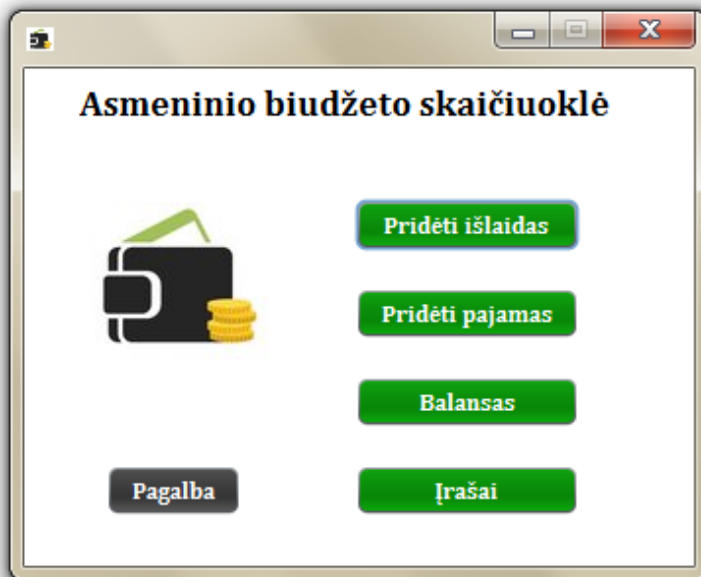 Asmeninio biudžeto skaičiuoklė
Pridėti išlaidas
Pridėti pajamas
Balansas
Pagalba
Įrašai